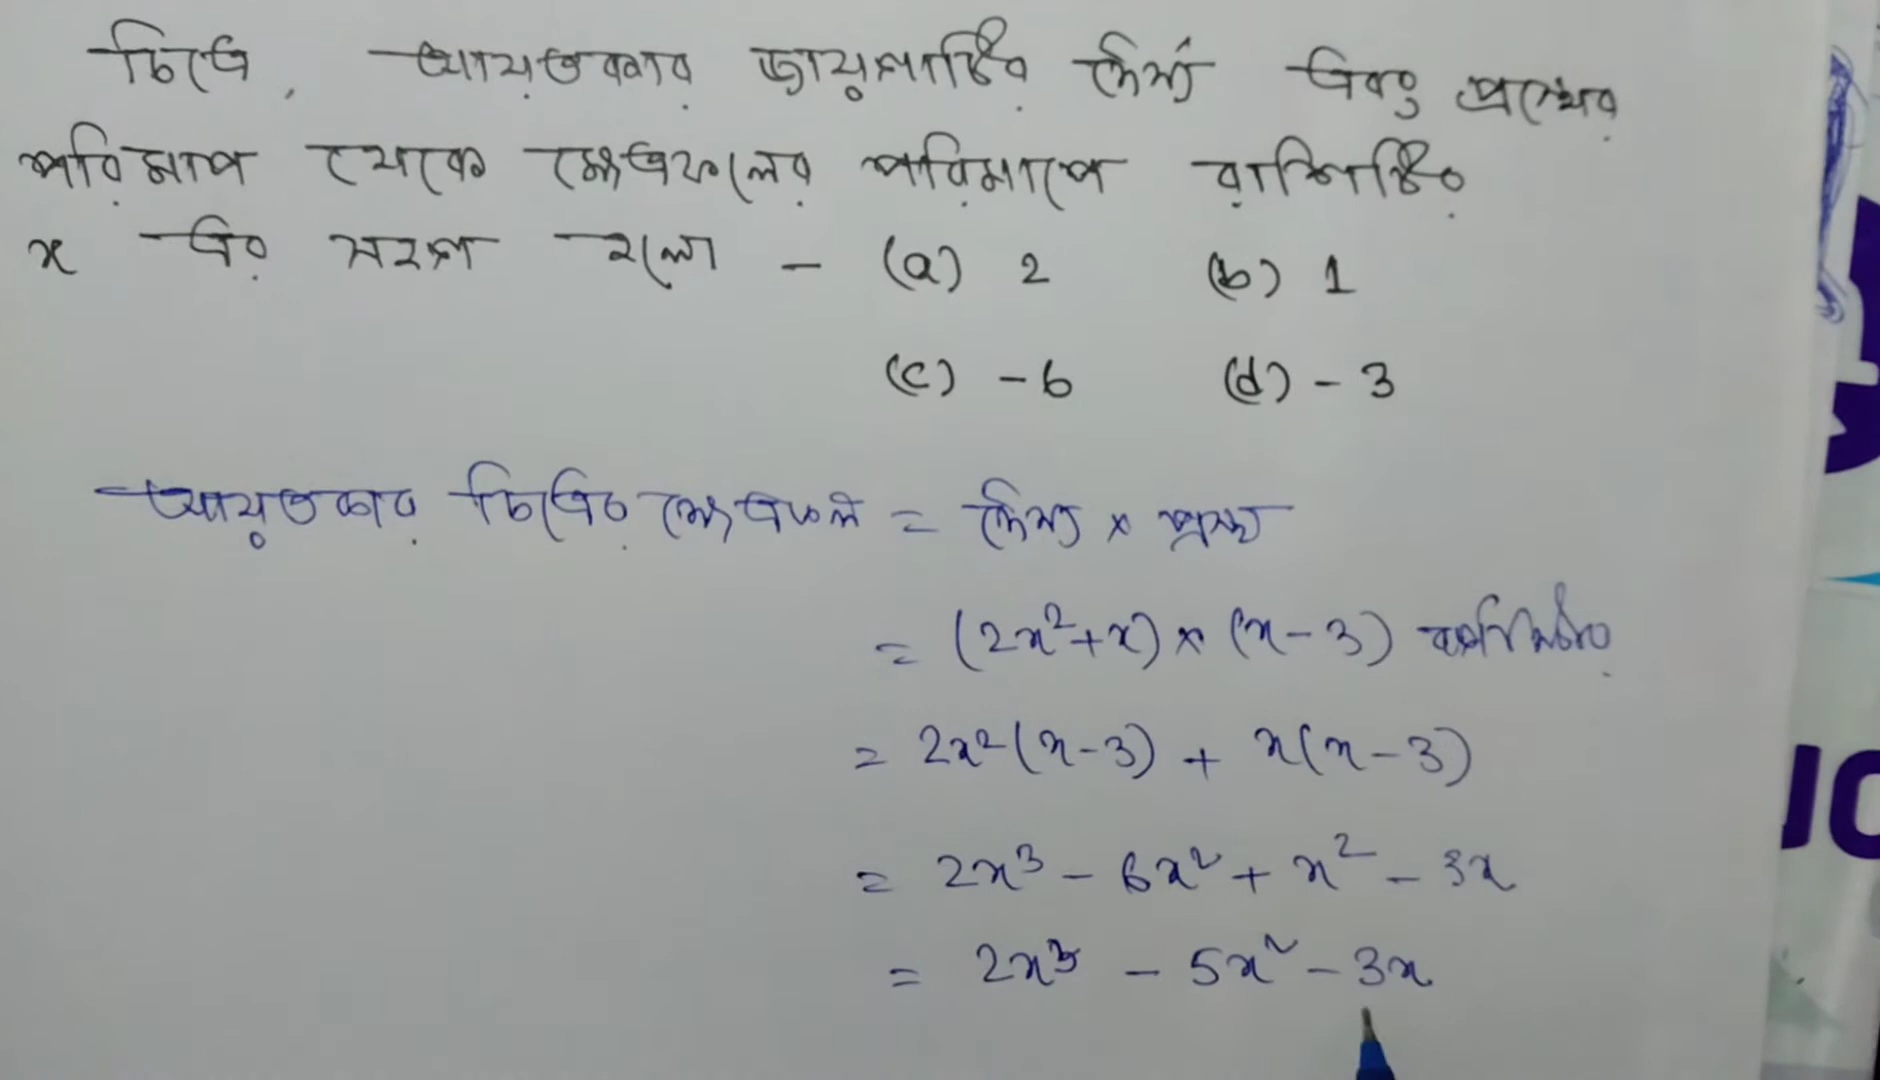 চিত্রে, আয়তকার জায়গাটির দৈর্ঘ্য এবং প্রস্থের
পরিমাপ থেকে ক্ষেত্রফলের পরিমাপে রাশিটির
x এর সহগ হলো - (a) 2 (b) 1
(c) -6 (d) -3
আয়তকার চিত্রের ক্ষেত্রফল = দৈর্ঘ্য × প্রস্থ
= (2x²+x) × (x-3) বর্গমিটার
= 2x²(x-3) + x(x-3)
= 2x³ - 6x² + x² - 3x
= 2x³ - 5x² - 3x